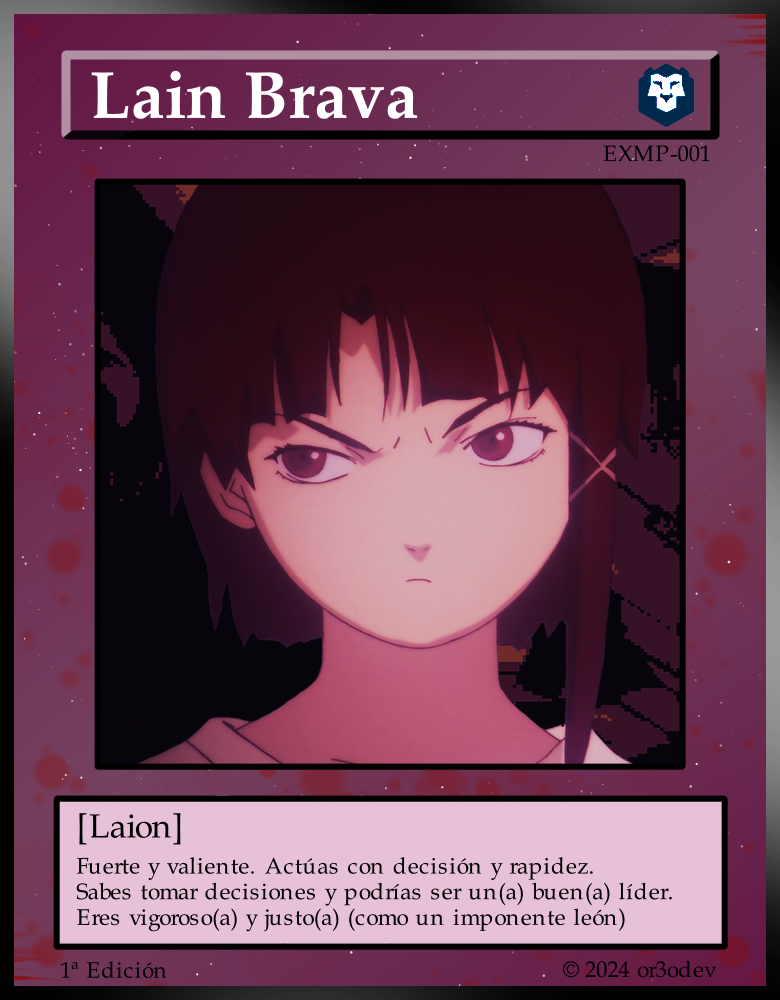 Lain Brava
EXMP-001
[Laion]
Fuerte y valiente. Actúas con decisión y rapidez.
Sabes tomar decisiones y podrías ser un(a) buen(a) líder.
Eres vigoroso(a) y justo(a) (como un imponente león)
1ª Edición
© 2024 or3odev